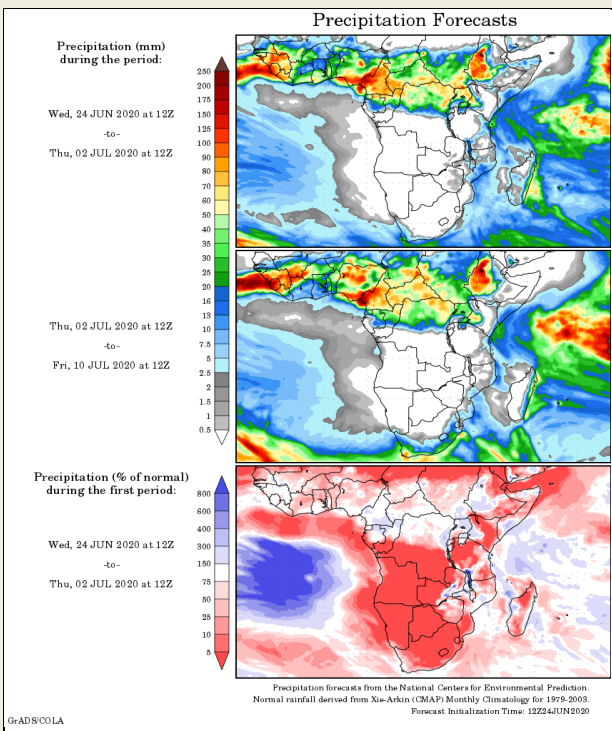 Precipitation Forecasts
Precipitation (mm)
during the period:
Wed, 24 JUN 2020 at 12Z
-to-
Thu, 02 JUL 2020 at 12Z
250
200
175
150
125
100
90
80
70
60
50
40
35
30
25
20
16
13
10
7.5
5
2.5
2
1.5
1
0.5
Thu, 02 JUL 2020 at 12Z
-to-
Fri, 10 JUL 2020 at 12Z
Precipitation (% of normal)
during the first period:
Wed, 24 JUN 2020 at 12Z
-to-
Thu, 02 JUL 2020 at 12Z
800
600
400
300
150
75
50
25
10
5
Precipitation forecasts from the National Centers for Environmental Prediction.
Normal rainfall derived from Xie-Arkin (CMAP) Monthly Climatology for 1979-2003.
Forecast Initialization Time: 12Z24JUN2020
GrADS/COLA